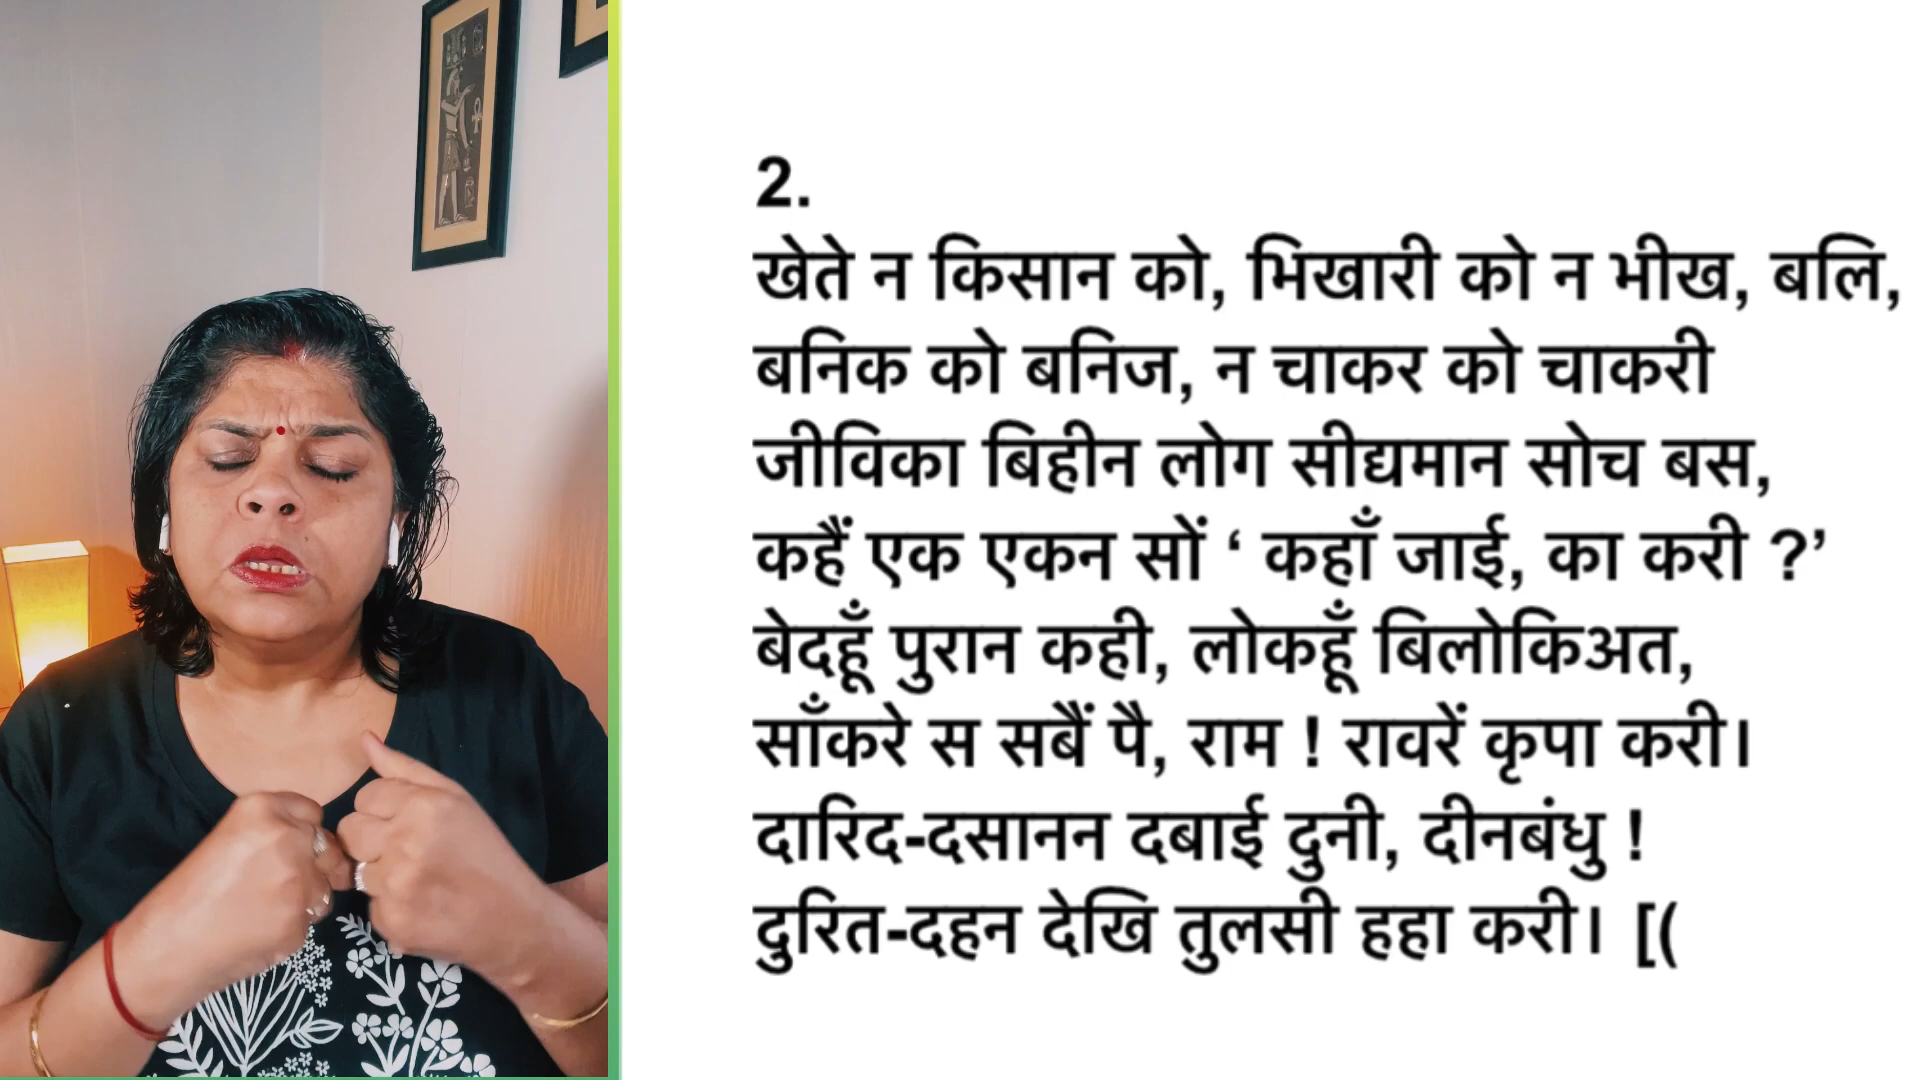 2.
खेते न किसान को, भिखारी को न भीख, बलि,
बनिक को बनिज, न चाकर को चाकरी
जीविका बिहीन लोग सीद्यमान सोच बस,
कहैं एक एकन सों ‘ कहाँ जाई, का करी ?’
बेदहूँ पुरान कही, लोकहूँ बिलोकिअत,
साँकरे स सबैं पै, राम ! रावरें कृपा करी।
दारिद-दसानन दबाई दुनी, दीनबंधु !
दुरित-दहन देखि तुलसी हहा करी। [(